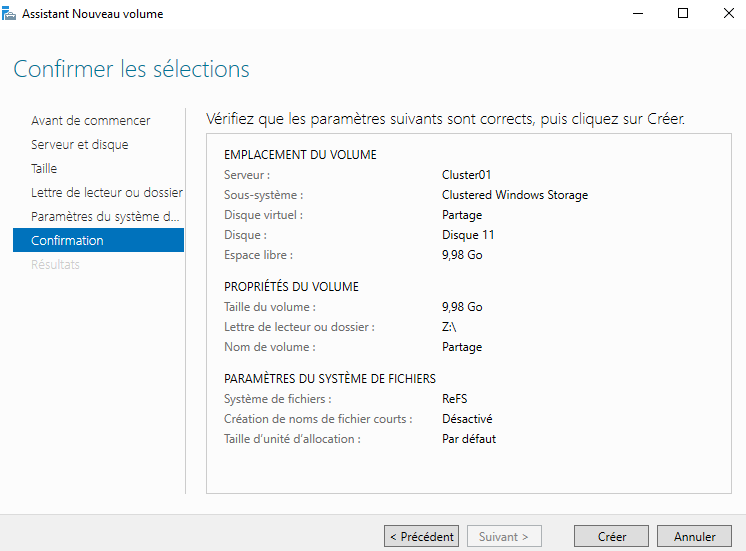 Assistant Nouveau volume
Confirmer les sélections
Avant de commencer
Serveur et disque
Taille
Lettre de lecteur ou dossier
Paramètres du système d...
Confirmation
Résultats
Vérifiez que les paramètres suivants sont corrects, puis cliquez sur Créer.
EMPLACEMENT DU VOLUME
Serveur : Cluster01
Sous-système : Clustered Windows Storage
Disque virtuel : Partage
Disque : Disque 11
Espace libre : 9,98 Go
PROPRIÉTÉS DU VOLUME
Taille du volume : 9,98 Go
Lettre de lecteur ou dossier : Z:\
Nom de volume : Partage
PARAMÈTRES DU SYSTÈME DE FICHIERS
Système de fichiers : ReFS
Création de noms de fichier courts : Désactivé
Taille d'unité d'allocation : Par défaut
< Précédent Suivant > Créer Annuler